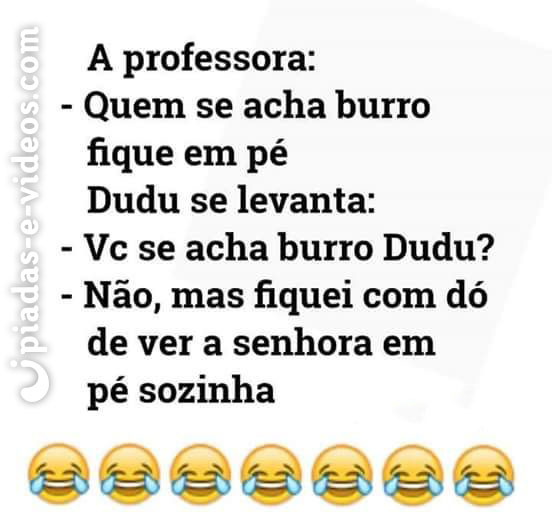 A professora:
- Quem se acha burro
fique em pé
Dudu se levanta:
- Vc se acha burro Dudu?
- Não, mas fiquei com dó
de ver a senhora em
pé sozinha
piadas-e-videos.com